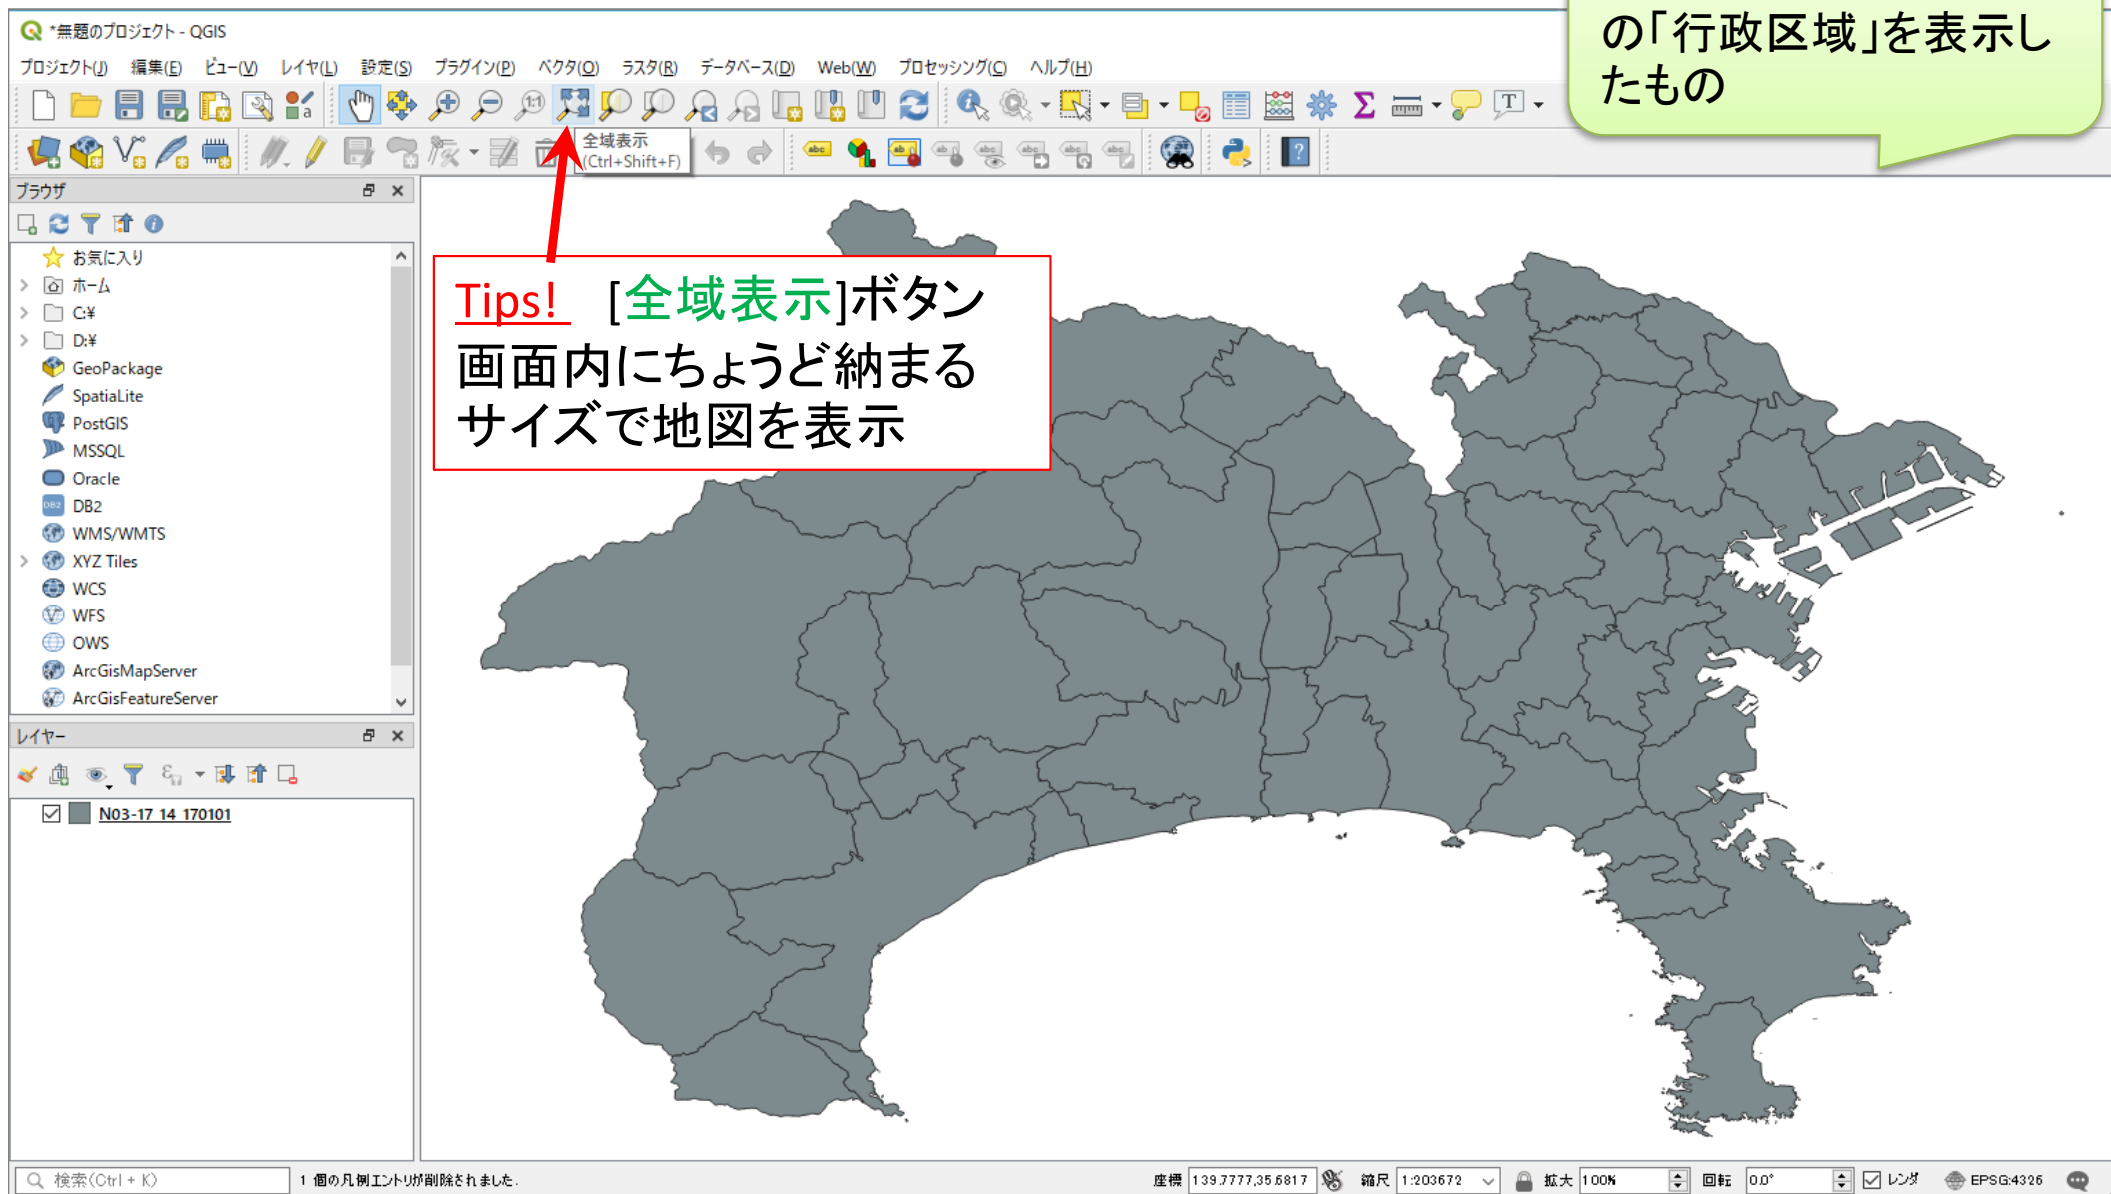 *無題のプロジェクト - QGIS
の「行政区域」を表示し
たもの
プロジェクト(J) 編集(E) ビュー(V) レイヤ(L) 設定(S) プラグイン(P) ベクタ(O) ラスタ(R) データベース(D) Web(W) プロセッシング(C) ヘルプ(H)
全域表示
(Ctrl+Shift+F)
ブラウザ
お気に入り
ホーム
C:¥
D:¥
GeoPackage
SpatiaLite
PostGIS
MSSQL
Oracle
DB2
WMS/WMTS
XYZ Tiles
WCS
WFS
OWS
ArcGisMapServer
ArcGisFeatureServer
Tips! [全域表示]ボタン
画面内にちょうど納まる
サイズで地図を表示
レイヤー
N03-17_14_170101
検索(Ctrl + K) 1 個の凡例エントリが削除されました. 座標 139.7777,35.6817 縮尺 1:203672 拡大 100% 回転 0.0° レンダ EPSG:4326